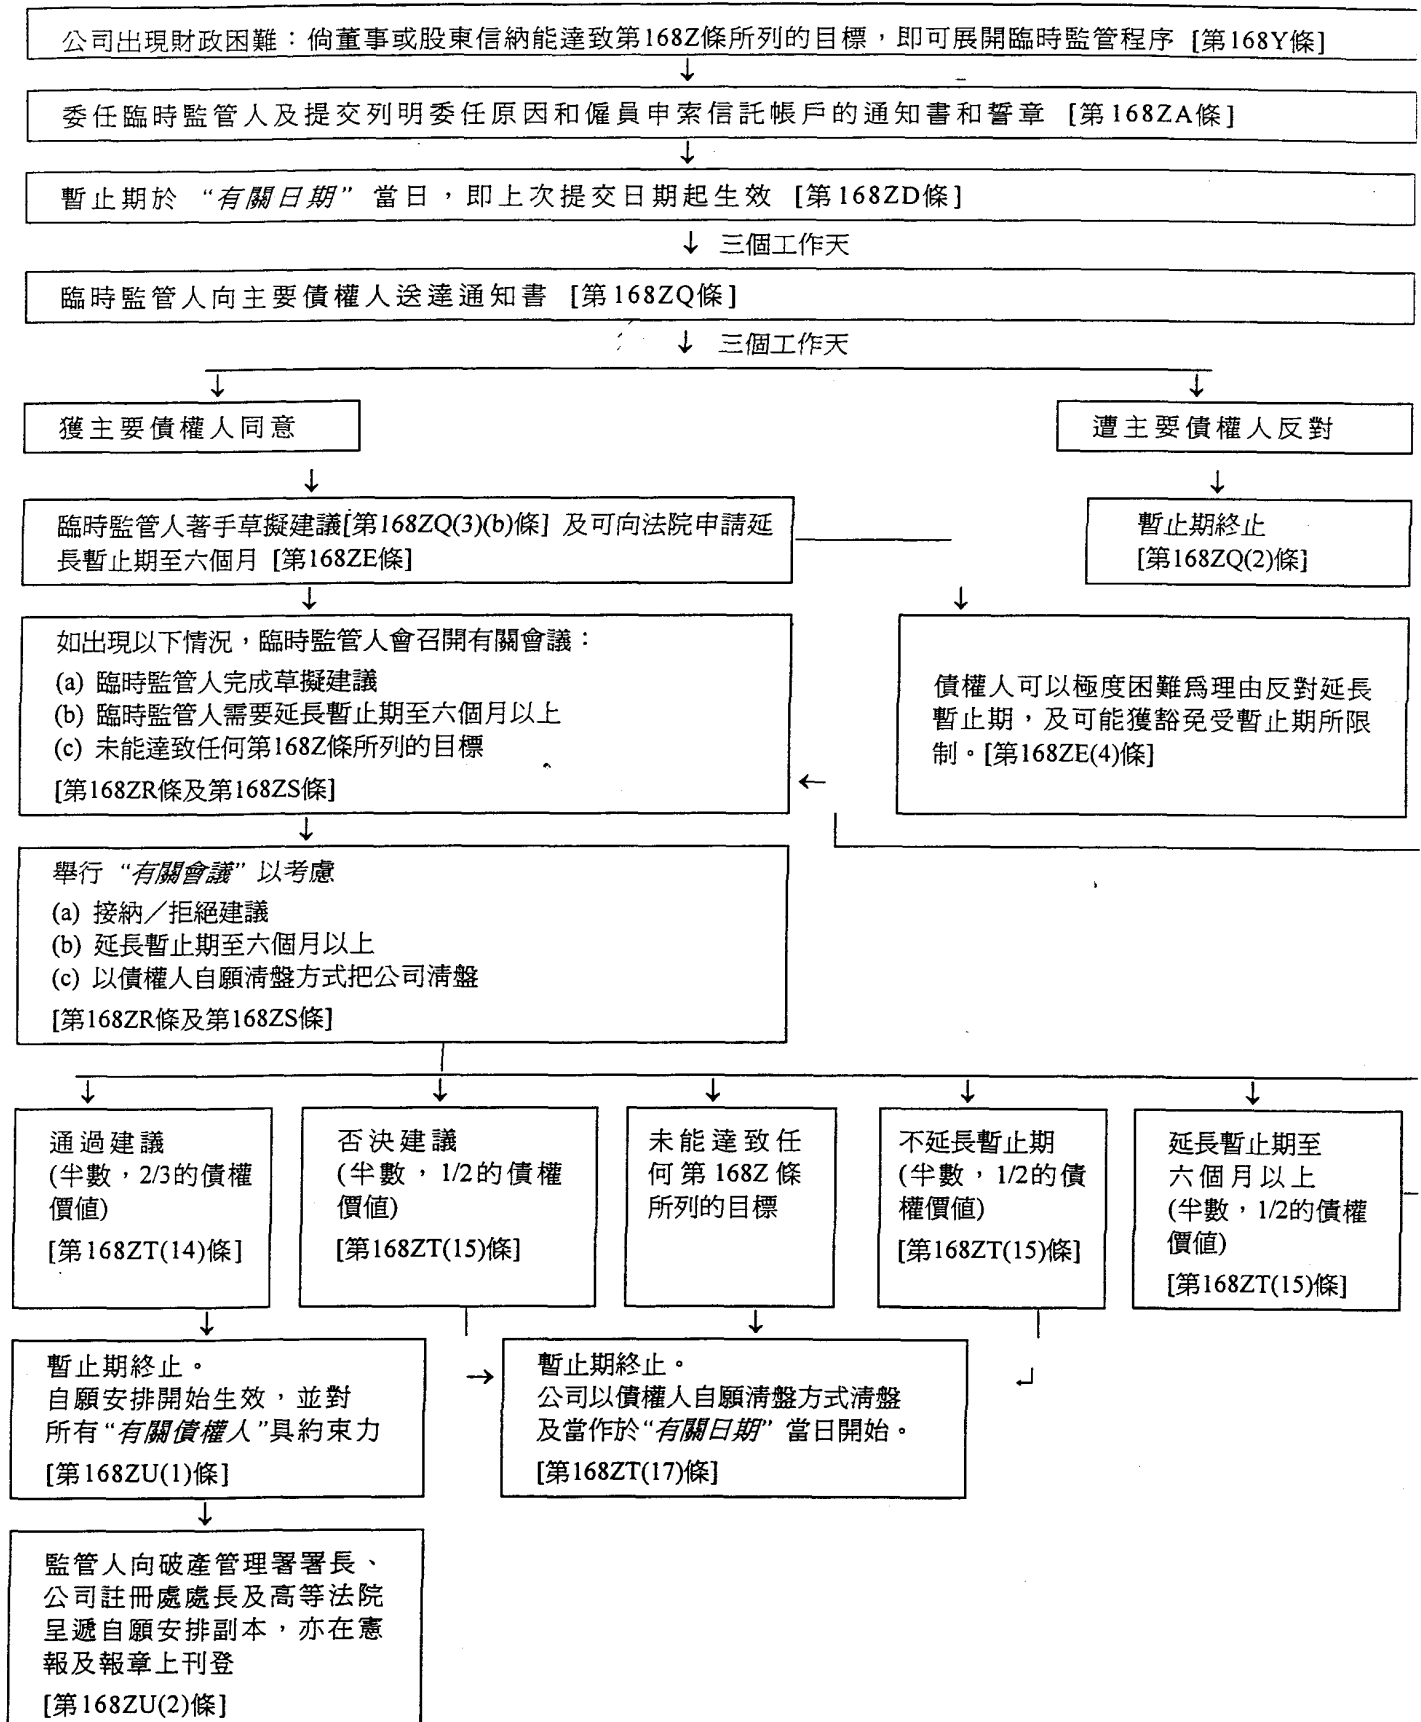 公司出現財政困難：倘董事或股東信納能達致第168Z條所列的目標，即可展開臨時監管程序 [第168Y條]
↓
委任臨時監管人及提交列明委任原因和僱員申索信託帳戶的通知書和誓章 [第168ZA條]
↓
暫止期於 “有關日期” 當日，即上次提交日期起生效 [第168ZD條]
↓ 三個工作天
臨時監管人向主要債權人送達通知書 [第168ZQ條]
↓ 三個工作天
↓ ↓
獲主要債權人同意
遭主要債權人反對
↓ ↓
臨時監管人著手草擬建議[第168ZQ(3)(b)條] 及可向法院申請延
長暫止期至六個月 [第168ZE條]
暫止期終止
[第168ZQ(2)條]
↓ ↓
如出現以下情況，臨時監管人會召開有關會議：
(a) 臨時監管人完成草擬建議
(b) 臨時監管人需要延長暫止期至六個月以上
(c) 未能達致任何第168Z條所列的目標
[第168ZR條及第168ZS條]
←
債權人可以極度困難爲理由反對延長
暫止期，及可能獲豁免受暫止期所限
制。[第168ZE(4)條]
↓
舉行 “有關會議” 以考慮
(a) 接納／拒絕建議
(b) 延長暫止期至六個月以上
(c) 以債權人自願清盤方式把公司清盤
[第168ZR條及第168ZS條]
↓ ↓ ↓ ↓ ↓
通過建議
(半數，2/3的債權
價值)
[第168ZT(14)條]
否決建議
(半數，1/2的債權
價值)
[第168ZT(15)條]
未能達致任
何第168Z條
所列的目標
不延長暫止期
(半數，1/2的債
權價值)
[第168ZT(15)條]
延長暫止期至
六個月以上
(半數，1/2的債權
價值)
[第168ZT(15)條]
↓ ↓
暫止期終止。
自願安排開始生效，並對
所有“有關債權人”具約束力
[第168ZU(1)條]
→
暫止期終止。
公司以債權人自願清盤方式清盤
及當作於“有關日期” 當日開始。
[第168ZT(17)條]
↓
監管人向破產管理署署長、
公司註冊處處長及高等法院
呈遞自願安排副本，亦在憲
報及報章上刊登
[第168ZU(2)條]